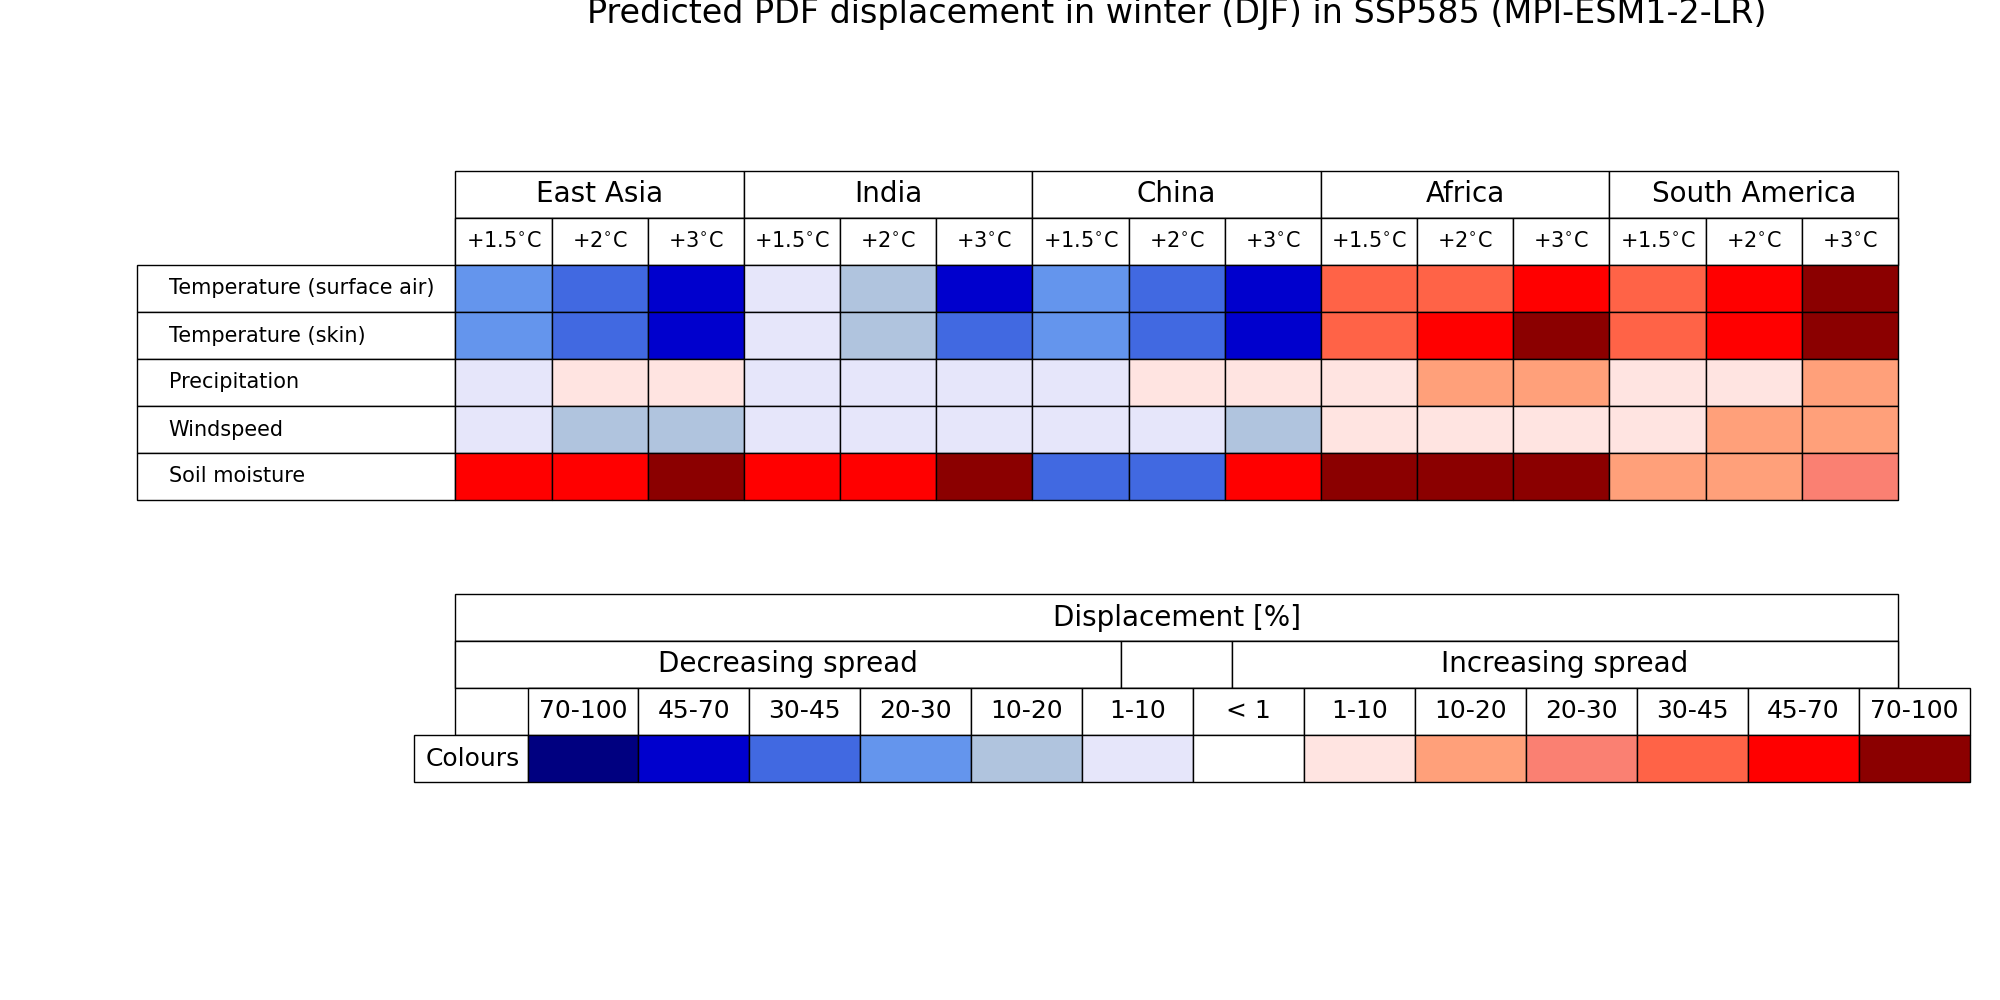 Predicted PDF displacement in winter (DJF) in SSP585 (MPI-ESM1-2-LR)
East Asia India China Africa South America
+1.5°C +2°C +3°C +1.5°C +2°C +3°C +1.5°C +2°C +3°C +1.5°C +2°C +3°C +1.5°C +2°C +3°C
Temperature (surface air)
Temperature (skin)
Precipitation
Windspeed
Soil moisture
Displacement [%]
Decreasing spread Increasing spread
70-100 45-70 30-45 20-30 10-20 1-10 < 1 1-10 10-20 20-30 30-45 45-70 70-100
Colours